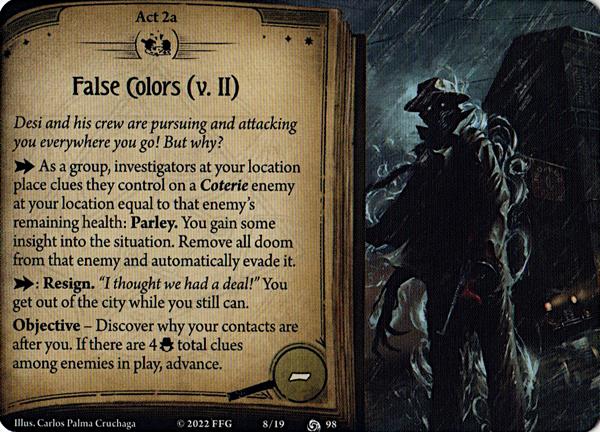 Act 2a
False Colors (v. II)
Desi and his crew are pursuing and attacking
you everywhere you go! But why?
As a group, investigators at your location
place clues they control on a Coterie enemy
at your location equal to that enemy's
remaining health: Parley. You gain some
insight into the situation. Remove all doom
from that enemy and automatically evade it.
: Resign. "I thought we had a deal!" You
get out of the city while you still can.
Objective – Discover why your contacts are
after you. If there are 4 total clues
among enemies in play, advance.
–
Illus. Carlos Palma Cruchaga © 2022 FFG 8/19 98